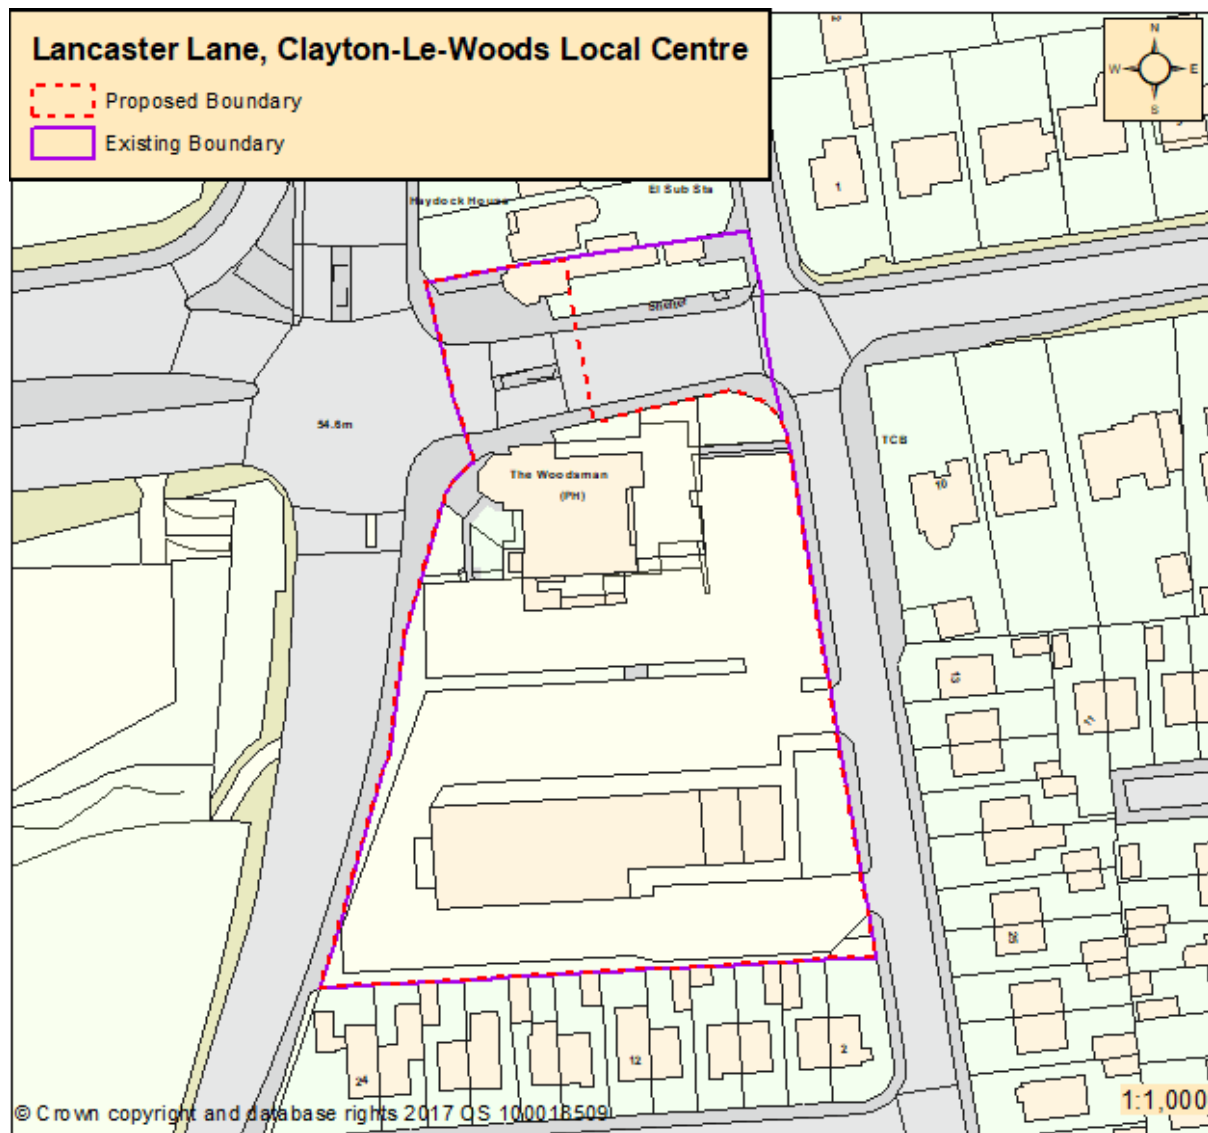 Lancaster Lane, Clayton-Le-Woods Local Centre
Proposed Boundary
Existing Boundary
N
W E
S
1
El Sub Sta
Haydock House
Shelter
54.6m
TCB
The Woodsman
(PH)
10
12
2
24
© Crown copyright and database rights 2017 OS 100018509
1:1,000